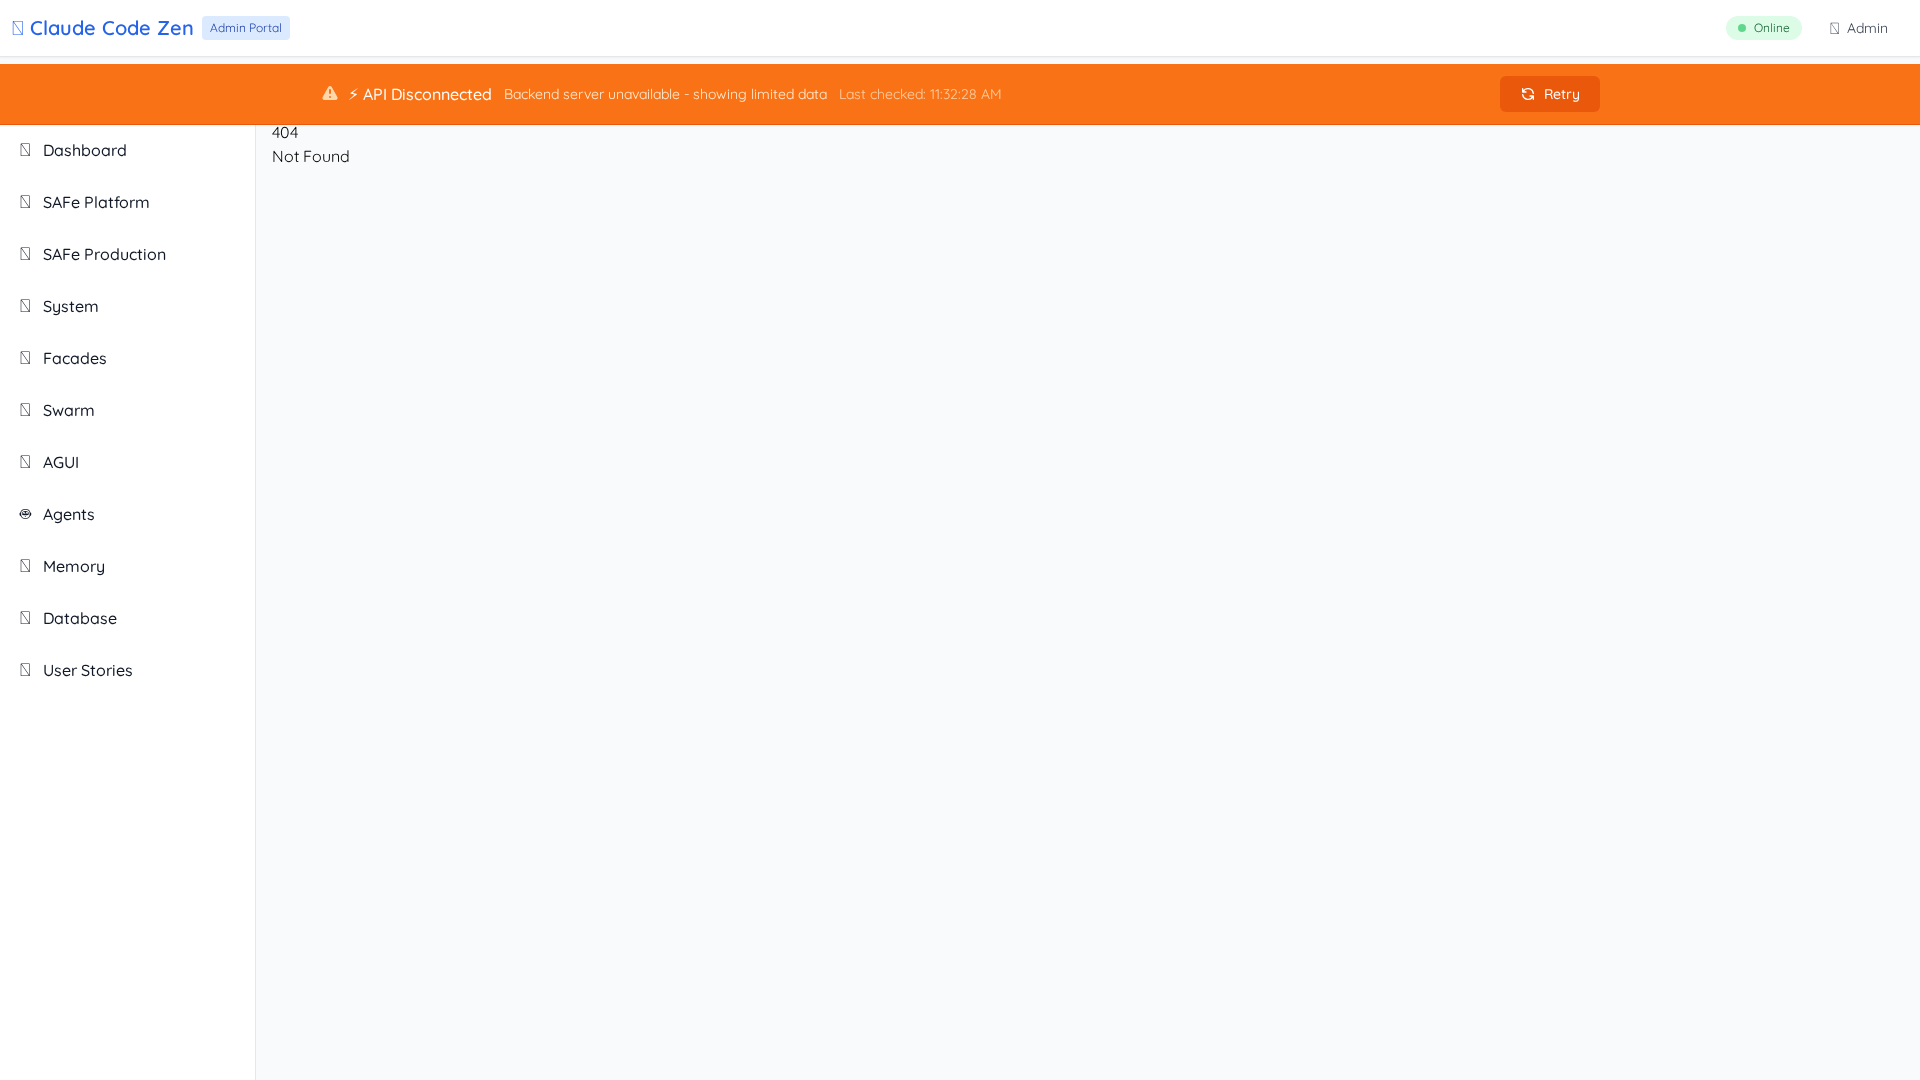 Claude Code Zen Admin Portal
Online
Admin
⚡ API Disconnected Backend server unavailable - showing limited data Last checked: 11:32:28 AM
Retry
404
Not Found
Dashboard
SAFe Platform
SAFe Production
System
Facades
Swarm
AGUI
Agents
Memory
Database
User Stories